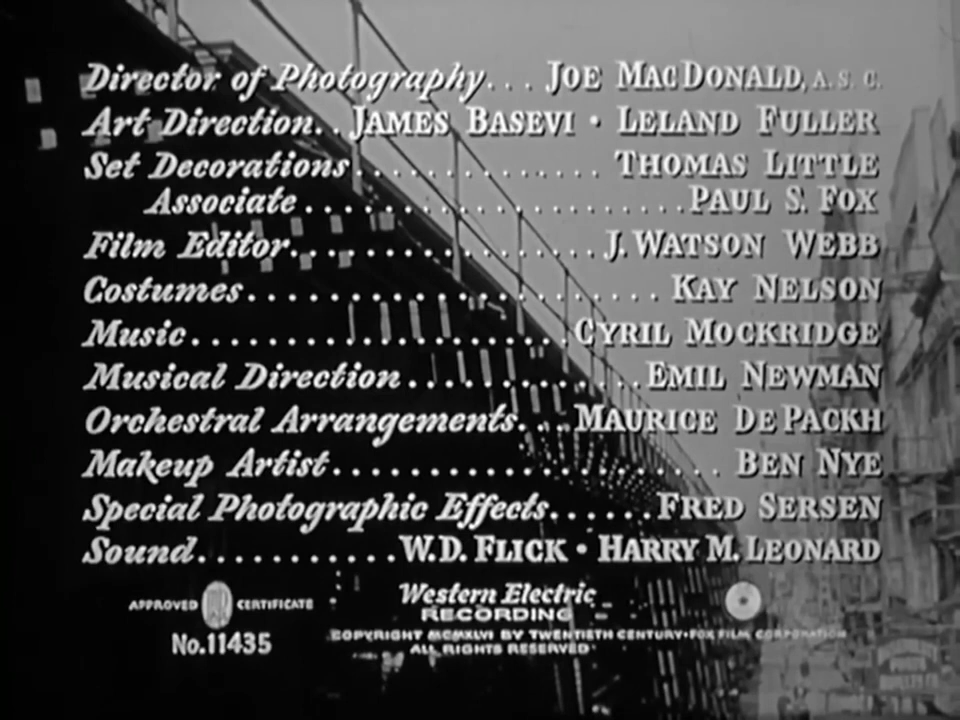 Director of Photography... JOE MACDONALD, A. S. C.
Art Direction.. JAMES BASEVI • LELAND FULLER
Set Decorations.............. THOMAS LITTLE
Associate....................... PAUL S. FOX
Film Editor................... J. WATSON WEBB
Costumes......................... KAY NELSON
Music....................... CYRIL MOCKRIDGE
Musical Direction.............. EMIL NEWMAN
Orchestral Arrangements... MAURICE DE PACKH
Makeup Artist....................... BEN NYE
Special Photographic Effects...... FRED SERSEN
Sound.......... W.D. FLICK • HARRY M. LEONARD
APPROVED CERTIFICATE
No.11435
Western Electric
RECORDING
COPYRIGHT MCMXLVI BY TWENTIETH CENTURY-FOX FILM CORPORATION
ALL RIGHTS RESERVED